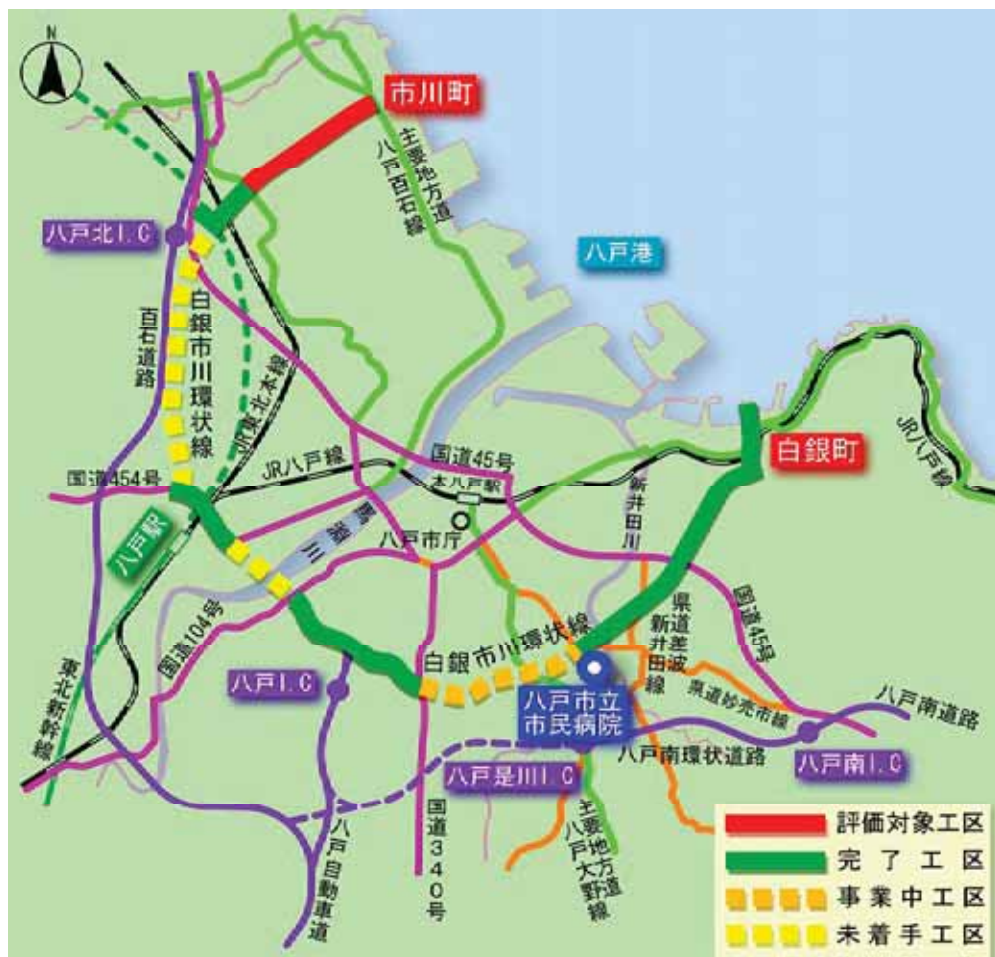 N
市川町
主要地方道
八戸百石線
八戸北I.C
八戸港
白銀市川環状線
百石道路
JR東北本線
白銀町
JR八戸線
国道454号
JR八戸線
国道45号
本八戸駅
新井田川
八戸駅
馬淵川
八戸市庁
国道104号
白銀市川環状線
県道差波
新井田線
国道45号
八戸I.C
県道妙売市線
八戸市立
市民病院
八戸南道路
東北新幹線
八戸是川I.C
八戸南環状道路
八戸南I.C
八戸自動車道
国道340号
主要地方道
八戸大野線
評価対象工区
完了工区
事業中工区
未着手工区